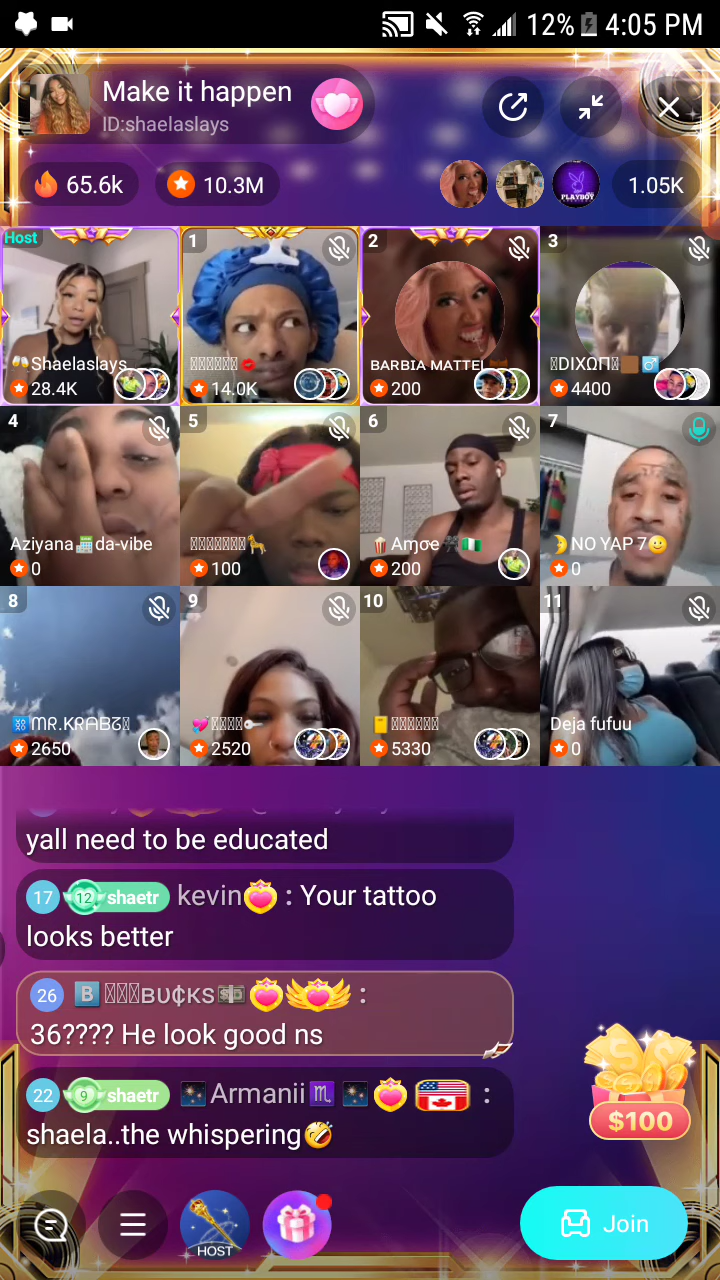 12% 4:05 PM
Make it happen
ID:shaelaslays
65.6k 10.3M 1.05K
PLAYBOY
Host 1 2 3
Shaelaslays BARBIA MATTEL DIXΩΠ
28.4K 14.0K 200 4400
4 5 6 7
Aziyana da-vibe Aɱσҽ NO YAP 7
0 100 200 0
8 9 10 11
Deja fufuu
2650 2520 5330 0
yall need to be educated
17 12 shaetr kevin : Your tattoo
looks better
26 B :
36???? He look good ns
22 9 shaetr Armanii :
shaela..the whispering
$100
HOST
Join